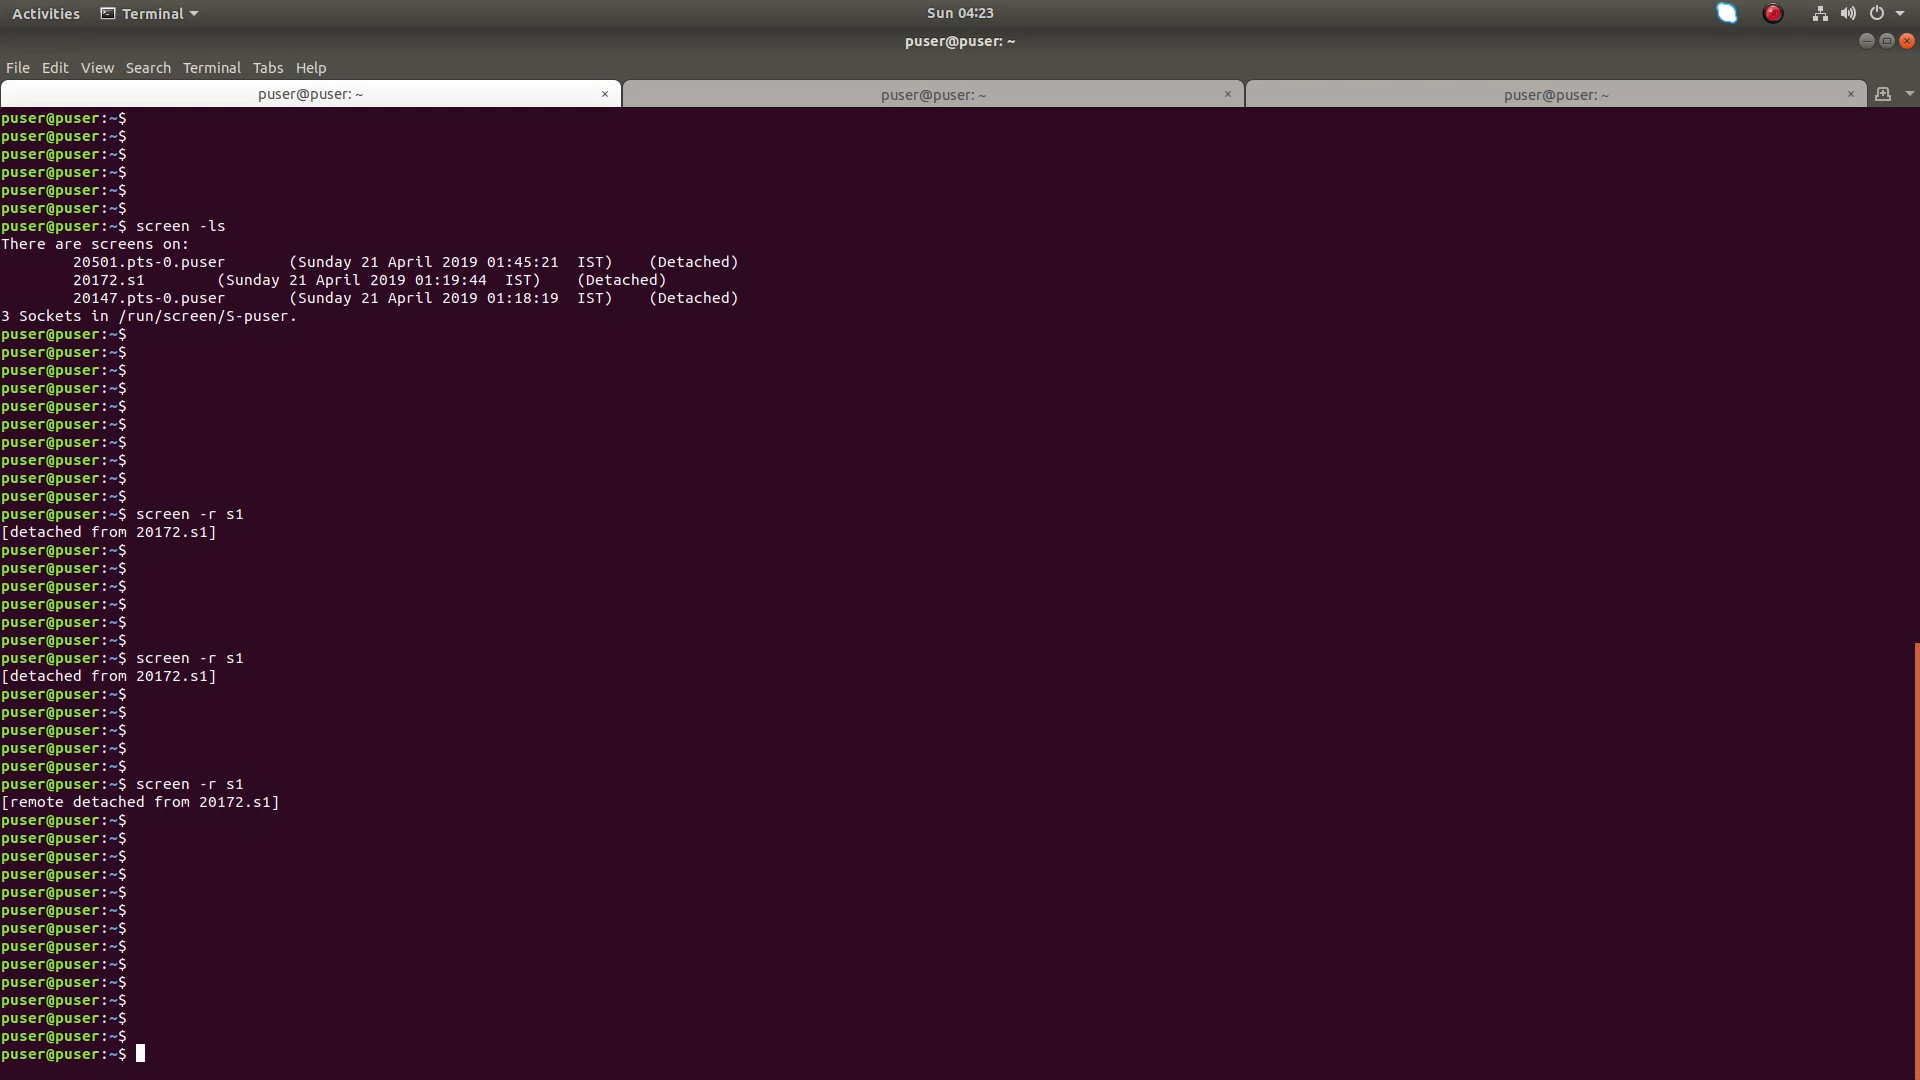 Activities Terminal Sun 04:23
puser@puser: ~
File Edit View Search Terminal Tabs Help
puser@puser: ~ × puser@puser: ~ × puser@puser: ~ ×
puser@puser:~$
puser@puser:~$
puser@puser:~$
puser@puser:~$
puser@puser:~$
puser@puser:~$
puser@puser:~$ screen -ls
There are screens on:
20501.pts-0.puser (Sunday 21 April 2019 01:45:21 IST) (Detached)
20172.s1 (Sunday 21 April 2019 01:19:44 IST) (Detached)
20147.pts-0.puser (Sunday 21 April 2019 01:18:19 IST) (Detached)
3 Sockets in /run/screen/S-puser.
puser@puser:~$
puser@puser:~$
puser@puser:~$
puser@puser:~$
puser@puser:~$
puser@puser:~$
puser@puser:~$
puser@puser:~$
puser@puser:~$
puser@puser:~$
puser@puser:~$ screen -r s1
[detached from 20172.s1]
puser@puser:~$
puser@puser:~$
puser@puser:~$
puser@puser:~$
puser@puser:~$
puser@puser:~$
puser@puser:~$ screen -r s1
[detached from 20172.s1]
puser@puser:~$
puser@puser:~$
puser@puser:~$
puser@puser:~$
puser@puser:~$
puser@puser:~$ screen -r s1
[remote detached from 20172.s1]
puser@puser:~$
puser@puser:~$
puser@puser:~$
puser@puser:~$
puser@puser:~$
puser@puser:~$
puser@puser:~$
puser@puser:~$
puser@puser:~$
puser@puser:~$
puser@puser:~$
puser@puser:~$
puser@puser:~$
puser@puser:~$